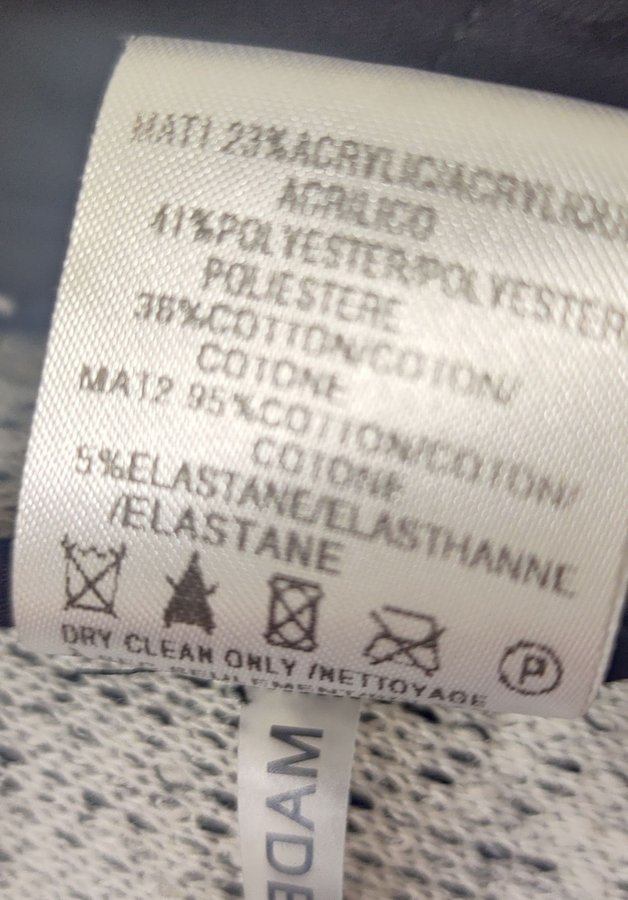 MAT1 23%ACRYLIC/ACRYLIQUE
ACRILICO
41%POLYESTER/POLYESTER
POLIESTERE
36%COTTON/COTON/
COTONE
MAT2 95%COTTON/COTON/
COTONE
5%ELASTANE/ELASTHANNE
/ELASTANE
P
DRY CLEAN ONLY /NETTOYAGE
MADE